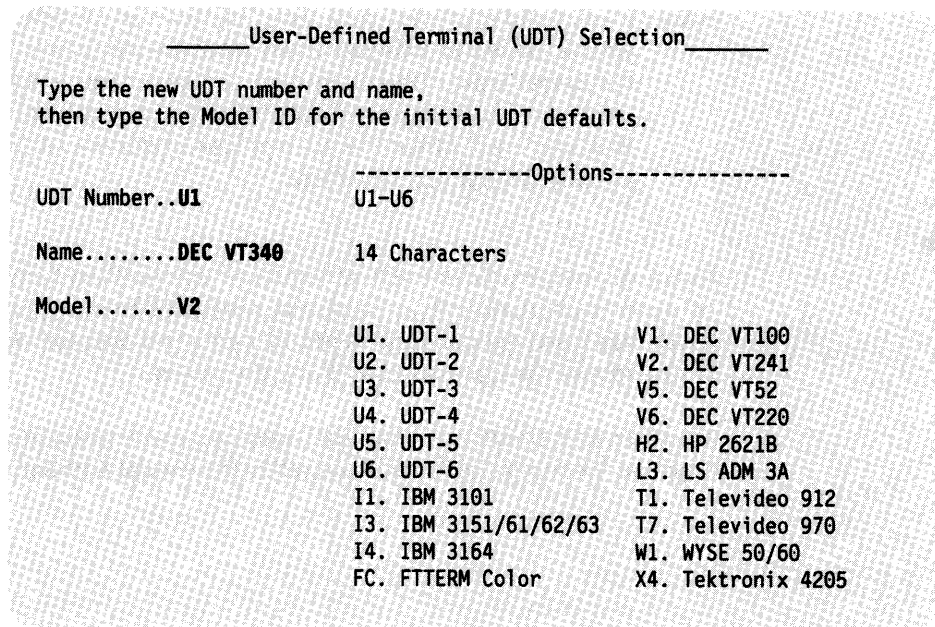 ______User-Defined Terminal (UDT) Selection______
Type the new UDT number and name,
then type the Model ID for the initial UDT defaults.
---------------Options---------------
UDT Number..U1 U1-U6
Name........DEC VT340 14 Characters
Model.......V2
U1. UDT-1 V1. DEC VT100
U2. UDT-2 V2. DEC VT241
U3. UDT-3 V5. DEC VT52
U4. UDT-4 V6. DEC VT220
U5. UDT-5 H2. HP 2621B
U6. UDT-6 L3. LS ADM 3A
I1. IBM 3101 T1. Televideo 912
I3. IBM 3151/61/62/63 T7. Televideo 970
I4. IBM 3164 W1. WYSE 50/60
FC. FTTERM Color X4. Tektronix 4205